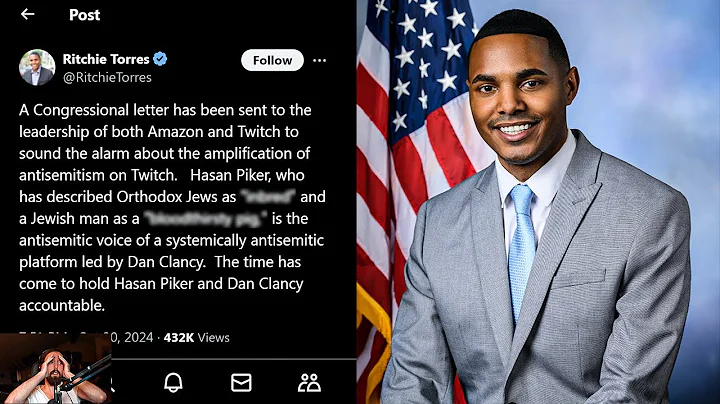 Post
Ritchie Torres
Follow
@RitchieTorres
A Congressional letter has been sent to the
leadership of both Amazon and Twitch to
sound the alarm about the amplification of
antisemitism on Twitch. Hasan Piker, who
has described Orthodox Jews as "inbred" and
a Jewish man as a "bloodthirsty pig," is the
antisemitic voice of a systemically antisemitic
platform led by Dan Clancy. The time has
come to hold Hasan Piker and Dan Clancy
accountable.
0, 2024 · 432K Views